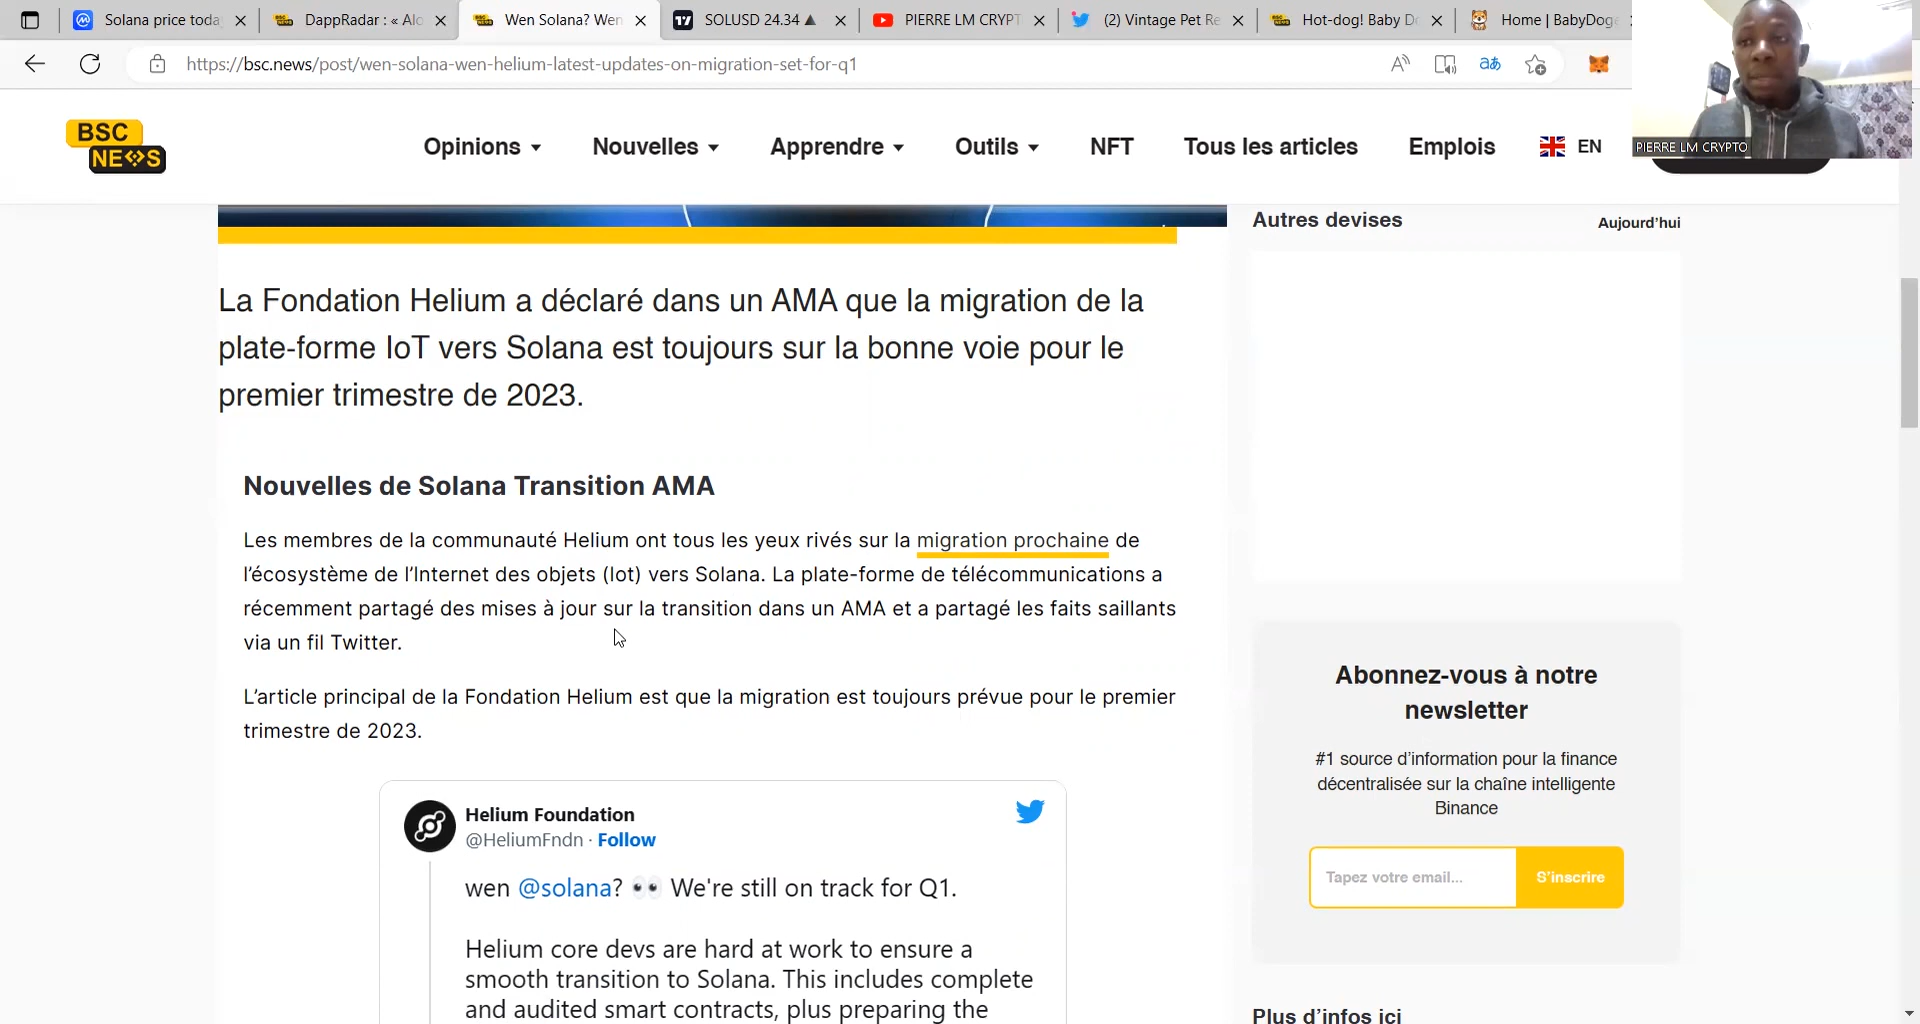 Solana price toda
DappRadar : « Alo
Wen Solana? Wen
SOLUSD 24.34 ▲
PIERRE LM CRYPT
(2) Vintage Pet Re
Hot-dog! Baby Do
Home | BabyDoge
https://bsc.news/post/wen-solana-wen-helium-latest-updates-on-migration-set-for-q1
PIERRE LM CRYPTO
BSC
NEWS
Opinions
Nouvelles
Apprendre
Outils
NFT
Tous les articles
Emplois
EN
La Fondation Helium a déclaré dans un AMA que la migration de la
plate-forme IoT vers Solana est toujours sur la bonne voie pour le
premier trimestre de 2023.
Nouvelles de Solana Transition AMA
Les membres de la communauté Helium ont tous les yeux rivés sur la migration prochaine de
l’écosystème de l’Internet des objets (Iot) vers Solana. La plate-forme de télécommunications a
récemment partagé des mises à jour sur la transition dans un AMA et a partagé les faits saillants
via un fil Twitter.
L’article principal de la Fondation Helium est que la migration est toujours prévue pour le premier
trimestre de 2023.
Helium Foundation
@HeliumFndn · Follow
wen @solana? 👀 We're still on track for Q1.
Helium core devs are hard at work to ensure a
smooth transition to Solana. This includes complete
and audited smart contracts, plus preparing the
Autres devises
Aujourd’hui
Abonnez-vous à notre
newsletter
#1 source d’information pour la finance
décentralisée sur la chaîne intelligente
Binance
Tapez votre email...
S’inscrire
Plus d’infos ici